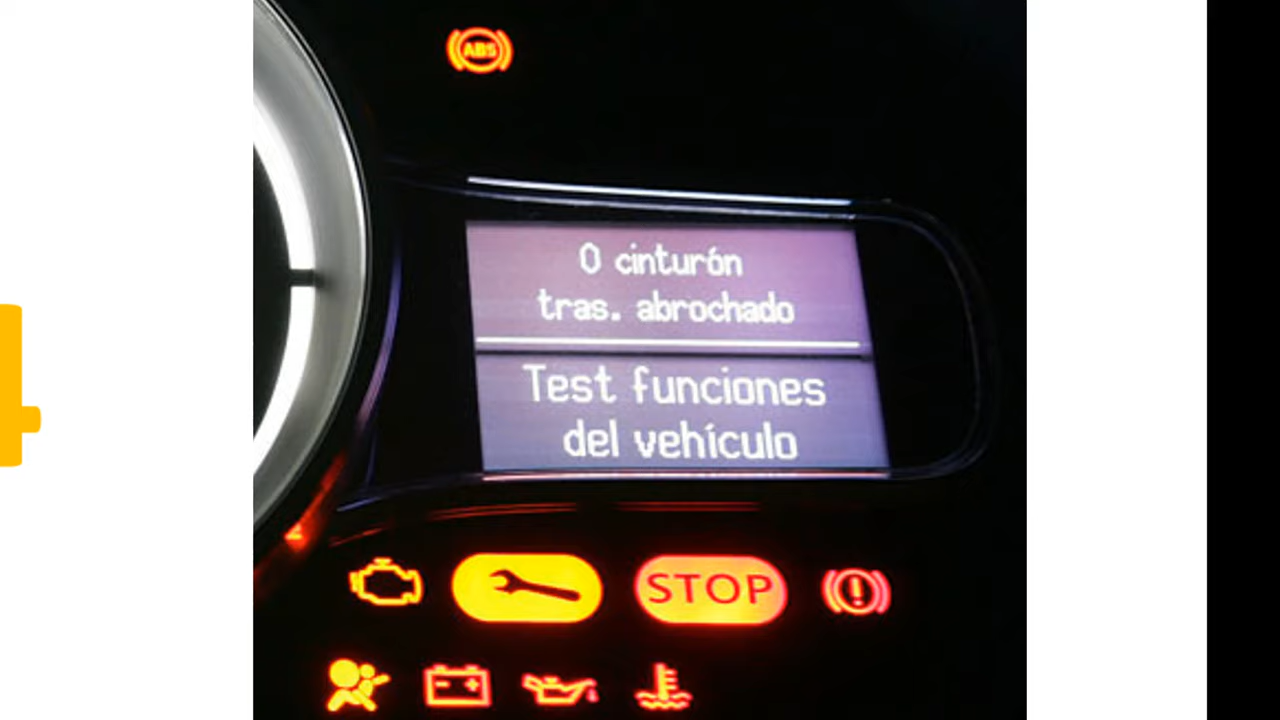 ABS
0 cinturón
tras. abrochado
Test funciones
del vehículo
STOP